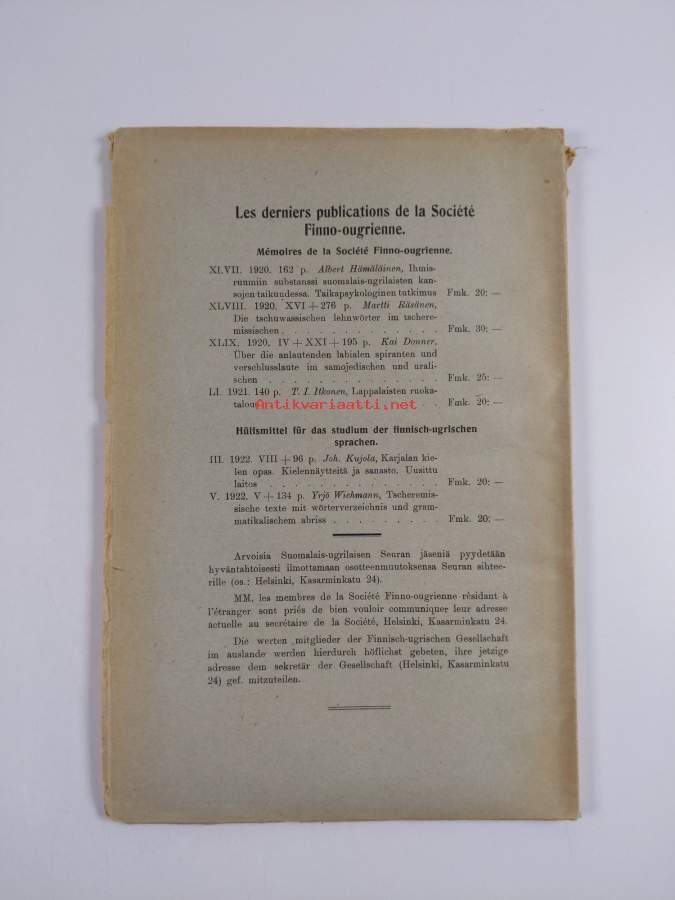 Les derniers publications de la Société
Finno-ougrienne.
Mémoires de la Société Finno-ougrienne.
XLVII. 1920. 162 p. Albert Hämäläinen, Ihmis-
ruumiin substanssi suomalais-ugrilaisten kan-
sojen taikuudessa. Taikapsykologinen tutkimus Fmk. 20: —
XLVIII. 1920. XVI + 276 p. Martti Räsänen,
Die tschuwassischen lehnwörter im tschere-
missischen . . . . . . . . . . . . . Fmk. 30: —
XLIX. 1920. IV + XXI + 195 p. Kai Donner,
Über die anlautenden labialen spiranten und
verschlusslaute im samojedischen und urali-
schen . . . . . . . . . . . . . . Fmk. 25: —
LI. 1921. 140 p. T. I. Itkonen, Lappalaisten ruoka-
talous Fmk. 20: —
Antikvariaatti.net
Hülfsmittel für das studium der finnisch-ugrischen
sprachen.
III. 1922. VIII + 96 p. Joh. Kujola, Karjalan kie-
len opas. Kielennäytteitä ja sanasto. Uusittu
laitos . . . . . . . . . . . . . . Fmk. 20: —
V. 1922. V + 134 p. Yrjö Wichmann, Tscheremis-
sische texte mit wörterverzeichnis und gram-
matikalischem abriss . . . . . . . . . Fmk. 20: —
Arvoisia Suomalais-ugrilaisen Seuran jäseniä pyydetään
hyväntahtoisesti ilmottamaan osotteenmuutoksensa Seuran sihtee-
rille (os.: Helsinki, Kasarminkatu 24).
MM. les membres de la Société Finno-ougrienne résidant à
l'étranger sont priés de bien vouloir communiquer leur adresse
actuelle au secrétaire de la Société, Helsinki, Kasarminkatu 24.
Die werten mitglieder der Finnisch-ugrischen Gesellschaft
im auslande werden hierdurch höflichst gebeten, ihre jetzige
adresse dem sekretär der Gesellschaft (Helsinki, Kasarminkatu
24) gef. mitzuteilen.